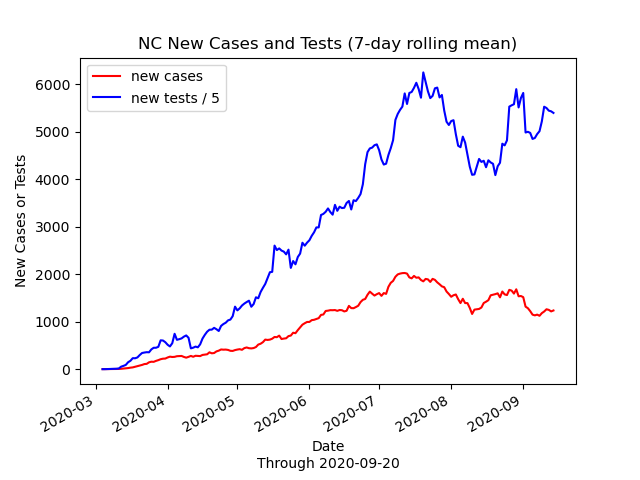 NC New Cases and Tests (7-day rolling mean)
new cases
new tests / 5
New Cases or Tests
6000
5000
4000
3000
2000
1000
0
2020-03
2020-04
2020-05
2020-06
2020-07
2020-08
2020-09
Date
Through 2020-09-20